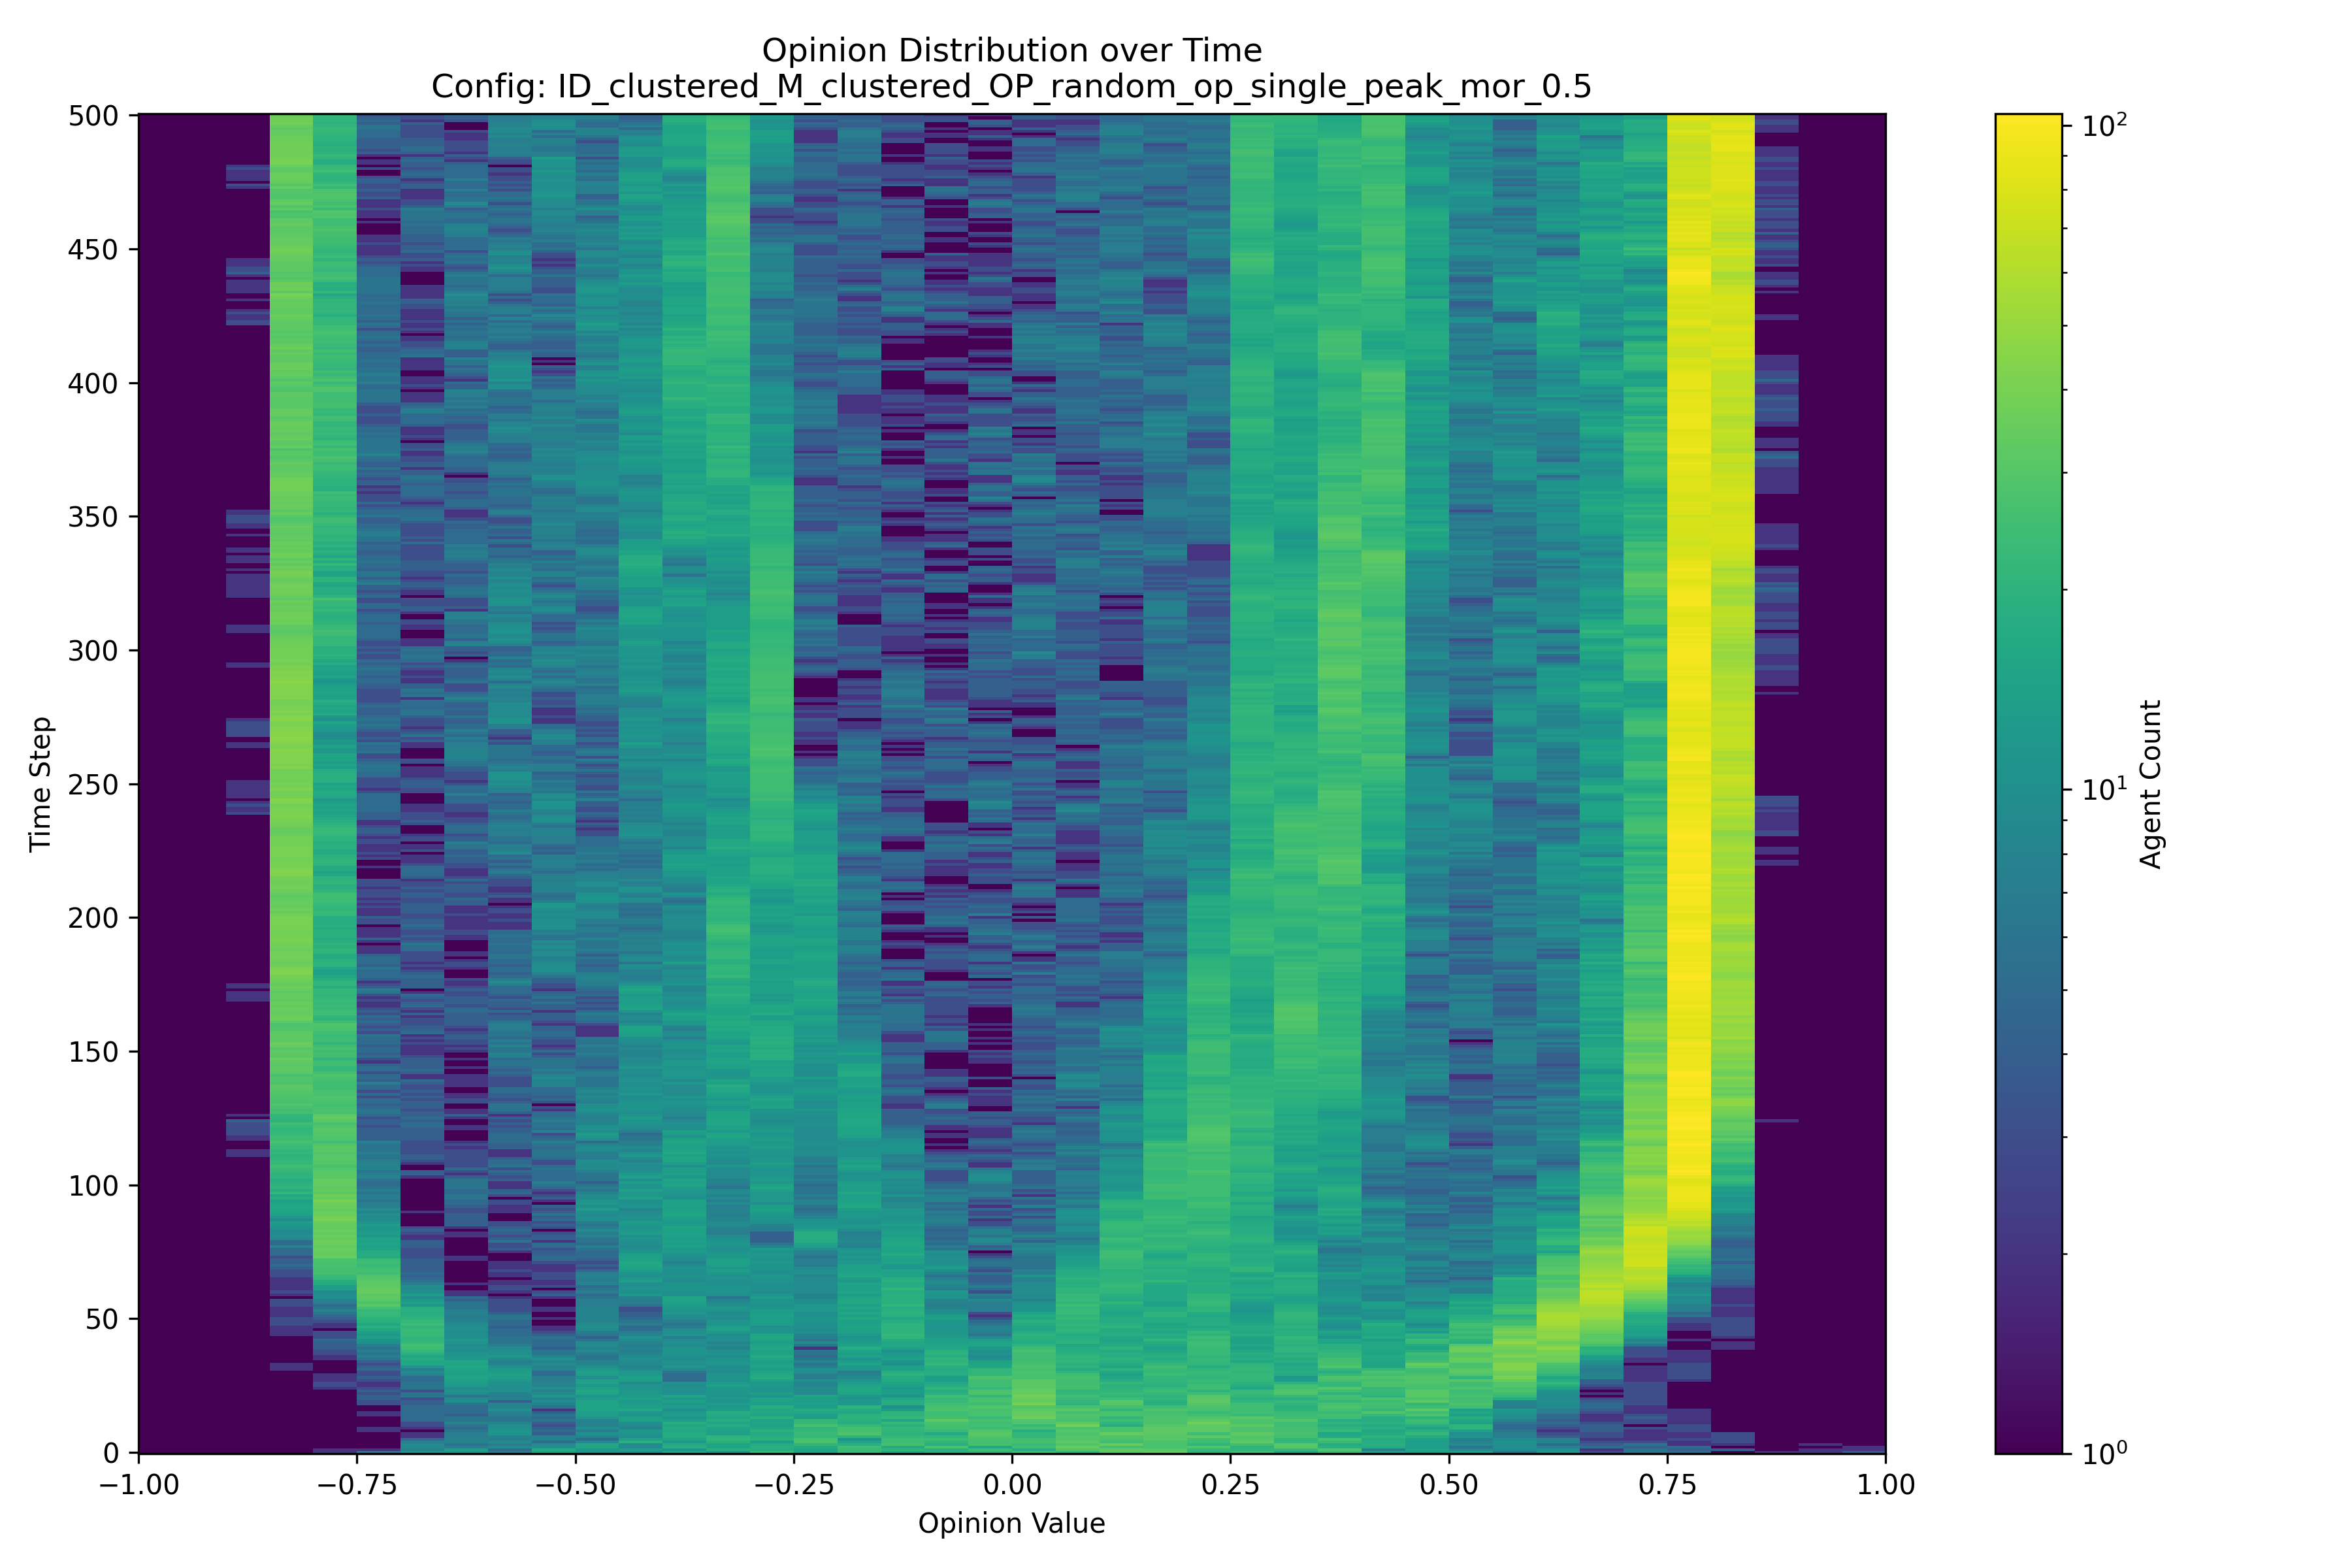 Opinion Distribution over Time
Config: ID_clustered_M_clustered_OP_random_op_single_peak_mor_0.5
500
450
400
350
300
250
200
150
100
50
0
Time Step
−1.00 −0.75 −0.50 −0.25 0.00 0.25 0.50 0.75 1.00
Opinion Value
10²
10¹
10⁰
Agent Count